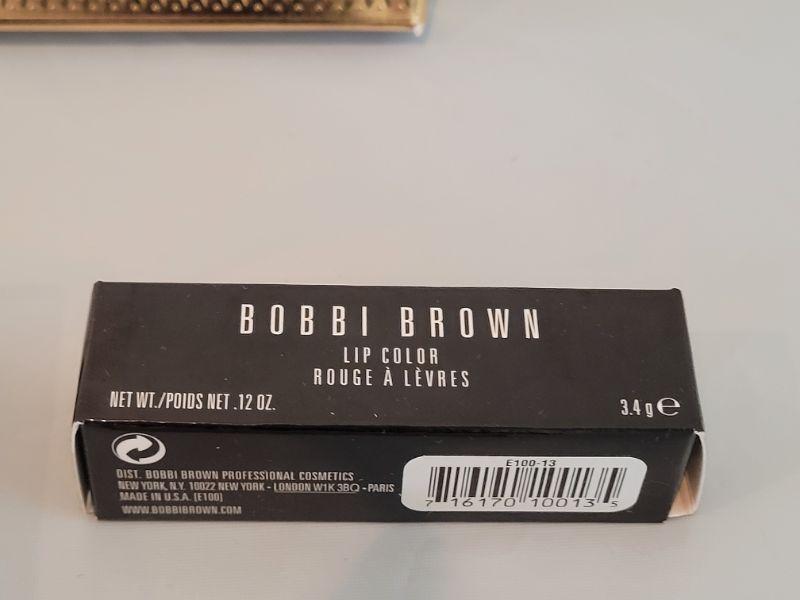 BOBBI BROWN
LIP COLOR
ROUGE À LÈVRES
NET WT./POIDS NET .12 OZ.
3.4 g ℮
DIST. BOBBI BROWN PROFESSIONAL COSMETICS
NEW YORK, N.Y. 10022 NEW YORK - LONDON W1K 3BQ - PARIS
MADE IN U.S.A. (E100)
WWW.BOBBIBROWN.COM
E100-13
7 16170 10013 5